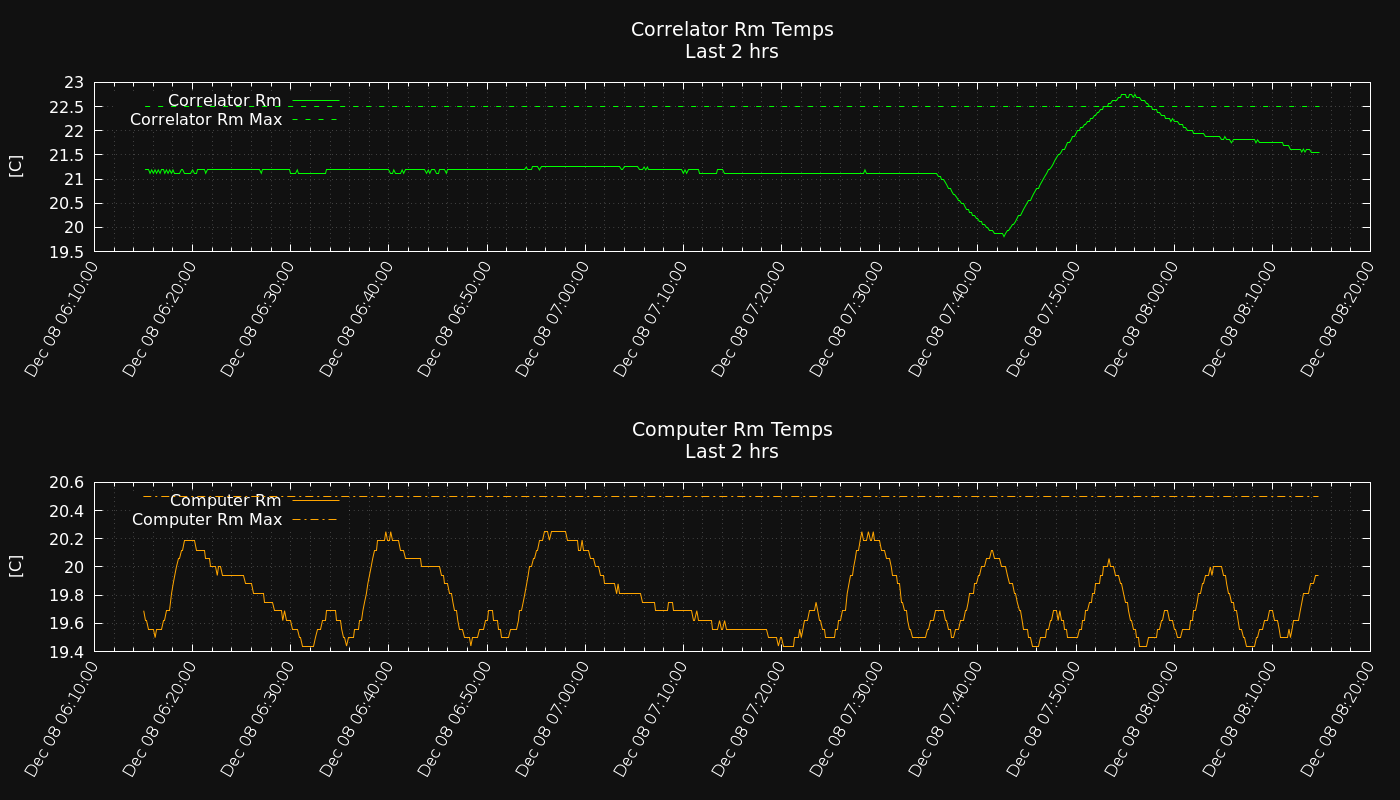 Correlator Rm Temps
Last 2 hrs
23
22.5
22
21.5
21
20.5
20
19.5
[C]
Correlator Rm
Correlator Rm Max
Dec 08 06:10:00
Dec 08 06:20:00
Dec 08 06:30:00
Dec 08 06:40:00
Dec 08 06:50:00
Dec 08 07:00:00
Dec 08 07:10:00
Dec 08 07:20:00
Dec 08 07:30:00
Dec 08 07:40:00
Dec 08 07:50:00
Dec 08 08:00:00
Dec 08 08:10:00
Dec 08 08:20:00
Computer Rm Temps
Last 2 hrs
20.6
20.4
20.2
20
19.8
19.6
19.4
[C]
Computer Rm
Computer Rm Max
Dec 08 06:10:00
Dec 08 06:20:00
Dec 08 06:30:00
Dec 08 06:40:00
Dec 08 06:50:00
Dec 08 07:00:00
Dec 08 07:10:00
Dec 08 07:20:00
Dec 08 07:30:00
Dec 08 07:40:00
Dec 08 07:50:00
Dec 08 08:00:00
Dec 08 08:10:00
Dec 08 08:20:00